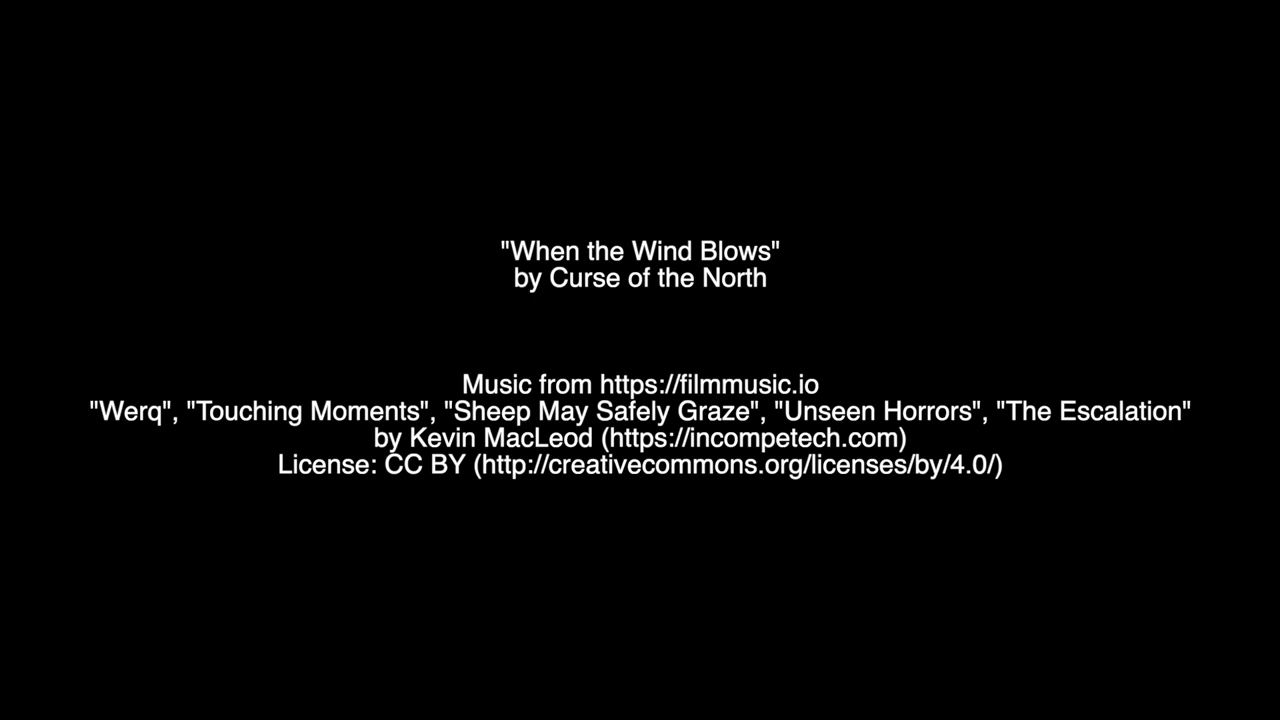 "When the Wind Blows"
by Curse of the North
Music from https://filmmusic.io
"Werq", "Touching Moments", "Sheep May Safely Graze", "Unseen Horrors", "The Escalation"
by Kevin MacLeod (https://incompetech.com)
License: CC BY (http://creativecommons.org/licenses/by/4.0/)